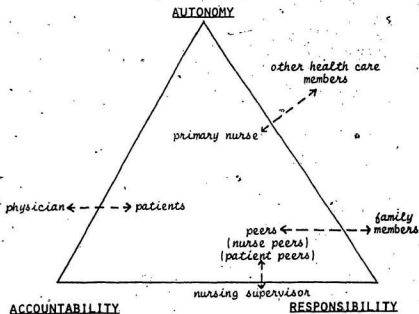 AUTONOMY
other health care
members
primary nurse
physician
patients
peers
(nurse peers)
(patient peers)
family
members
nursing supervisor
ACCOUNTABILITY
RESPONSIBILITY